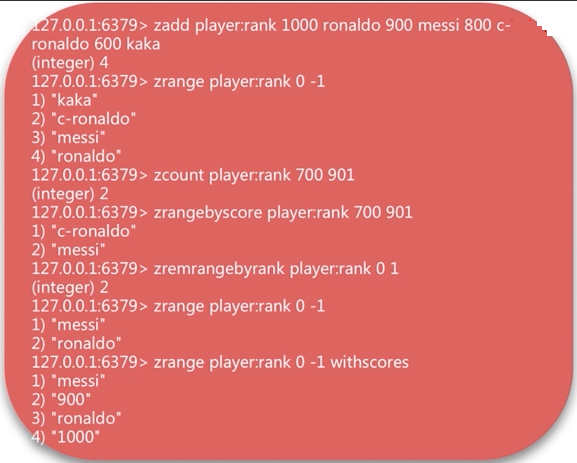 127.0.0.1:6379> zadd player:rank 1000 ronaldo 900 messi 800 c-
ronaldo 600 kaka
(integer) 4
127.0.0.1:6379> zrange player:rank 0 -1
1) "kaka"
2) "c-ronaldo"
3) "messi"
4) "ronaldo"
127.0.0.1:6379> zcount player:rank 700 901
(integer) 2
127.0.0.1:6379> zrangebyscore player:rank 700 901
1) "c-ronaldo"
2) "messi"
127.0.0.1:6379> zremrangebyrank player:rank 0 1
(integer) 2
127.0.0.1:6379> zrange player:rank 0 -1
1) "messi"
2) "ronaldo"
127.0.0.1:6379> zrange player:rank 0 -1 withscores
1) "messi"
2) "900"
3) "ronaldo"
4) "1000"